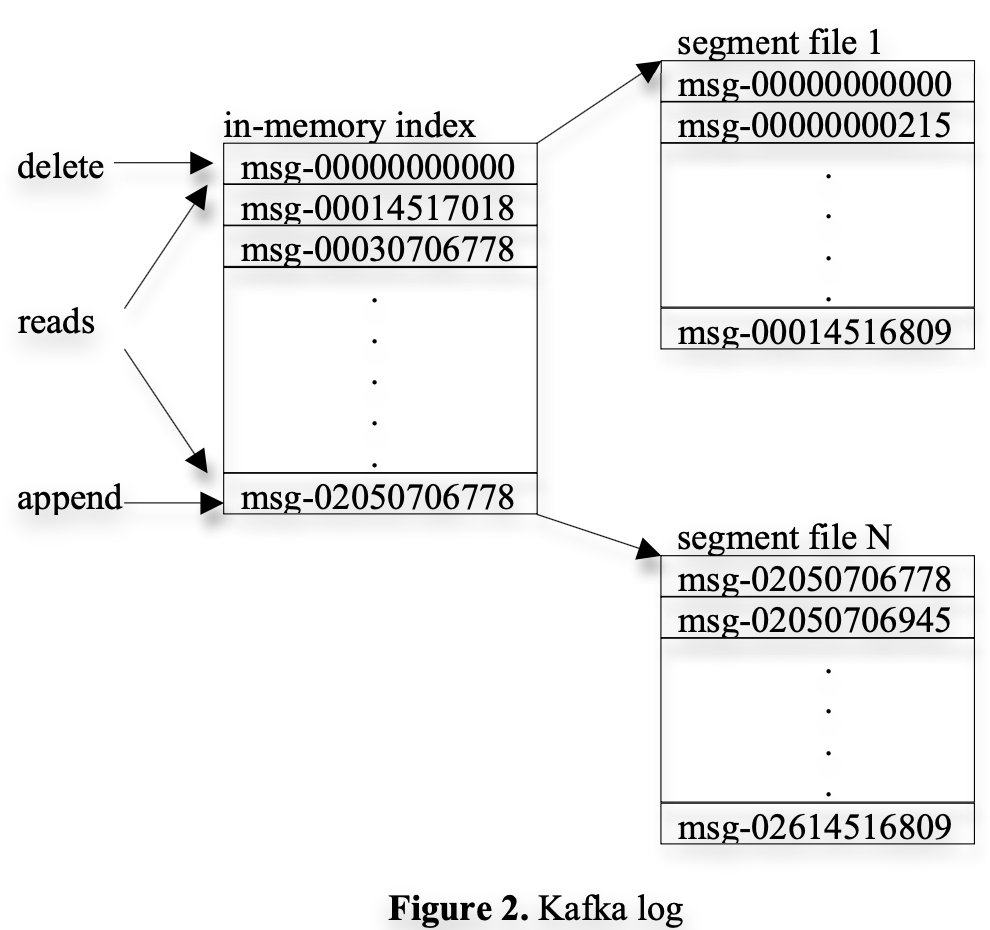 segment file 1
msg-00000000000
msg-00000000215
msg-00014516809
in-memory index
msg-00000000000
msg-00014517018
msg-00030706778
msg-02050706778
delete
reads
append
segment file N
msg-02050706778
msg-02050706945
msg-02614516809
Figure 2. Kafka log